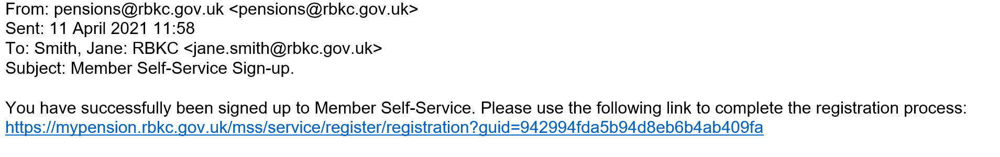 From: pensions@rbkc.gov.uk <pensions@rbkc.gov.uk>
Sent: 11 April 2021 11:58
To: Smith, Jane: RBKC <jane.smith@rbkc.gov.uk>
Subject: Member Self-Service Sign-up.
You have successfully been signed up to Member Self-Service. Please use the following link to complete the registration process:
https://mypension.rbkc.gov.uk/mss/service/register/registration?guid=942994fda5b94d8eb6b4ab409fa